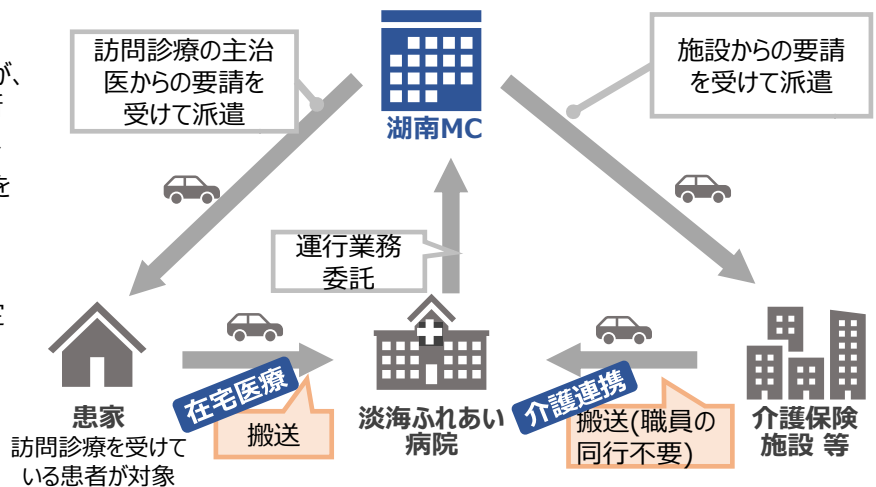 訪問診療の主治
医からの要請を
受けて派遣
施設からの要請
を受けて派遣
湖南MC
が、
を
運行業務
委託
在宅医療
搬送
介護連携
搬送(職員の
同行不要)
患家
訪問診療を受けて
いる患者が対象
淡海ふれあい
病院
介護保険
施設 等